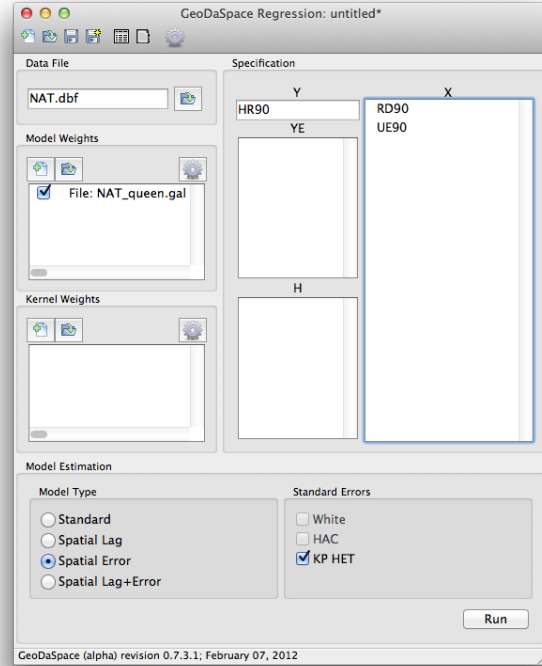 GeoDaSpace Regression: untitled*
Data File
NAT.dbf
Model Weights
File: NAT_queen.gal
Kernel Weights
Specification
Y
HR90
YE
H
X
RD90
UE90
Model Estimation
Model Type
Standard
Spatial Lag
Spatial Error
Spatial Lag+Error
Standard Errors
White
HAC
KP HET
Run
GeoDaSpace (alpha) revision 0.7.3.1; February 07, 2012